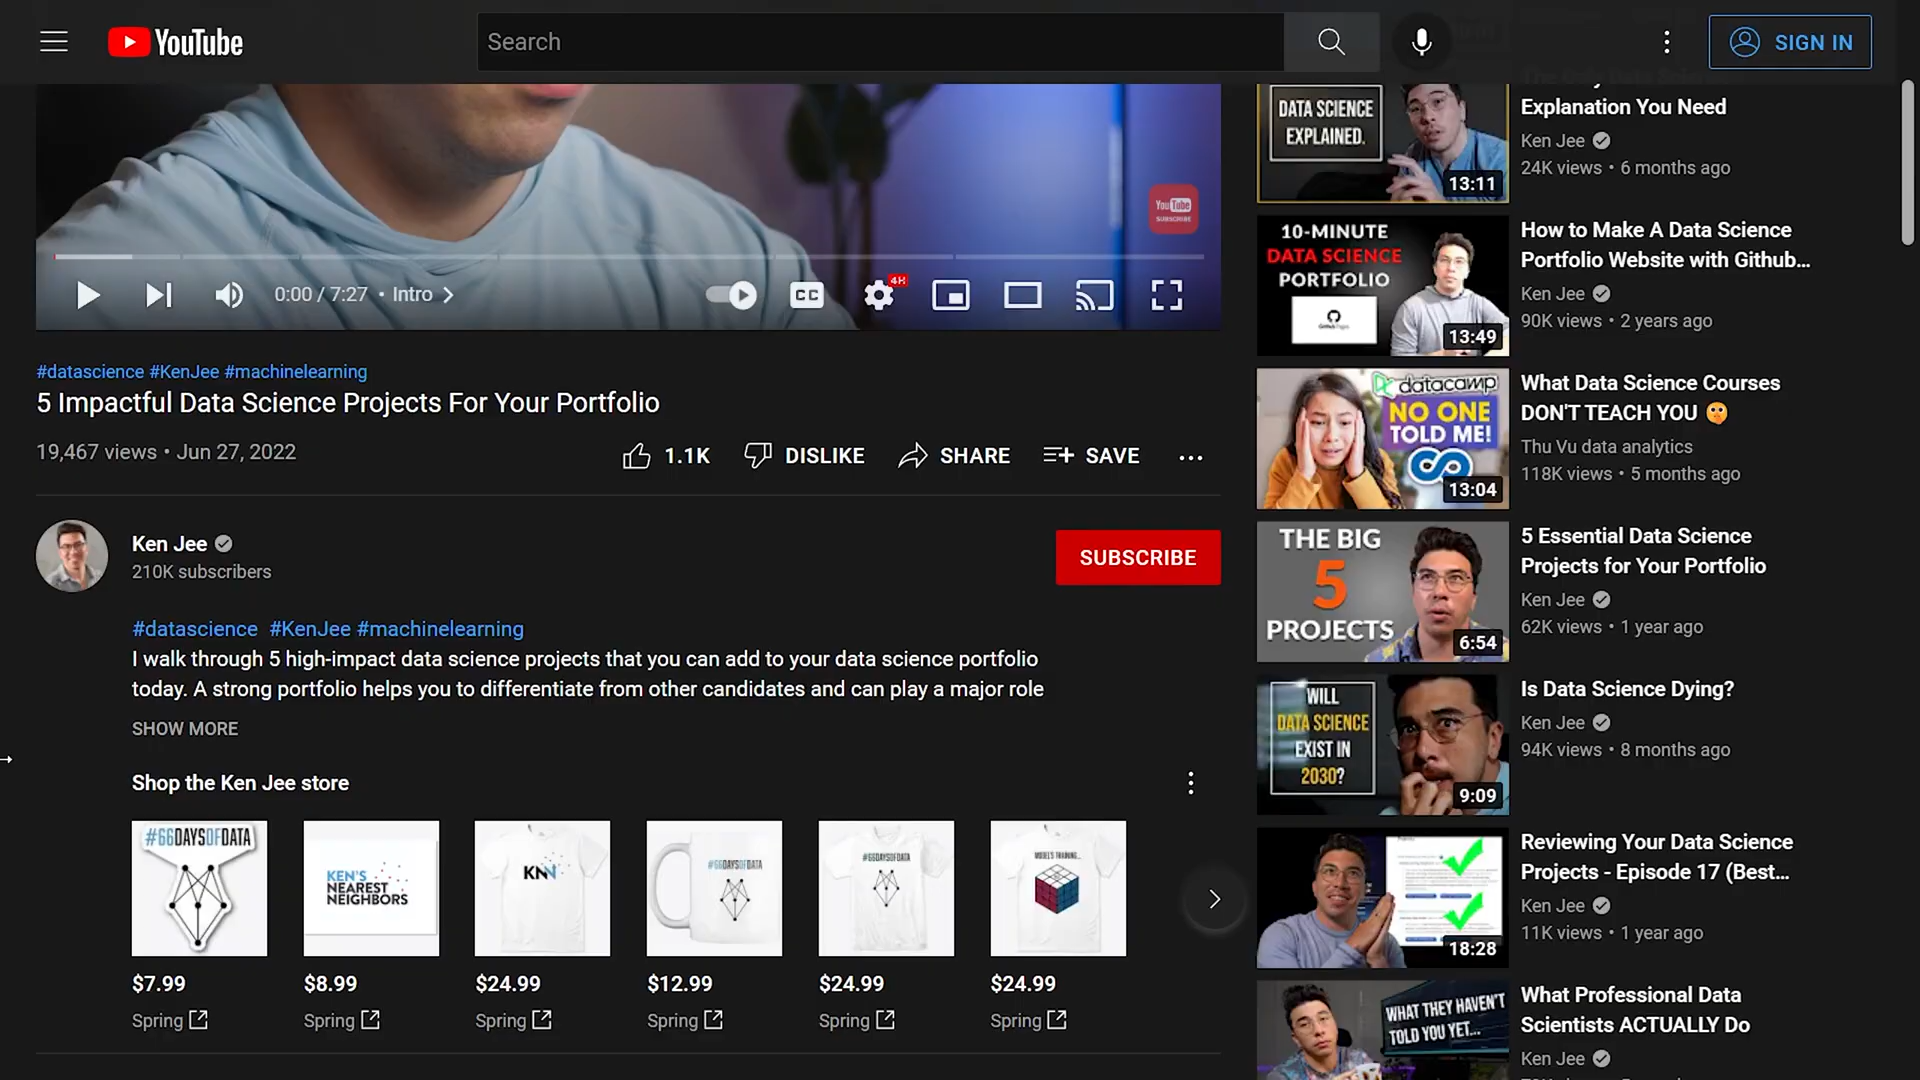 YouTube
Search
SIGN IN
YouTube
SUBSCRIBE
0:00 / 7:27 • Intro
CC
4K
#datascience #KenJee #machinelearning
5 Impactful Data Science Projects For Your Portfolio
19,467 views • Jun 27, 2022
1.1K
DISLIKE
SHARE
SAVE
Ken Jee
210K subscribers
SUBSCRIBE
#datascience #KenJee #machinelearning
I walk through 5 high-impact data science projects that you can add to your data science portfolio
today. A strong portfolio helps you to differentiate from other candidates and can play a major role
SHOW MORE
Shop the Ken Jee store
#66DAYSOFDATA
KEN'S
NEAREST
NEIGHBORS
KNN
#66DAYSOFDATA
#66DAYSOFDATA
MODEL'S TRAINING...
$7.99
$8.99
$24.99
$12.99
$24.99
$24.99
Spring
Spring
Spring
Spring
Spring
Spring
DATA SCIENCE
EXPLAINED.
13:11
Explanation You Need
Ken Jee
24K views • 6 months ago
10-MINUTE
DATA SCIENCE
PORTFOLIO
13:49
How to Make A Data Science
Portfolio Website with Github...
Ken Jee
90K views • 2 years ago
datacamp
NO ONE
TOLD ME!
13:04
What Data Science Courses
DON'T TEACH YOU 🤫
Thu Vu data analytics
118K views • 5 months ago
THE BIG
5
PROJECTS
6:54
5 Essential Data Science
Projects for Your Portfolio
Ken Jee
62K views • 1 year ago
WILL
DATA SCIENCE
EXIST IN
2030?
9:09
Is Data Science Dying?
Ken Jee
94K views • 8 months ago
18:28
Reviewing Your Data Science
Projects - Episode 17 (Best...
Ken Jee
11K views • 1 year ago
WHAT THEY HAVEN'T
TOLD YOU YET...
What Professional Data
Scientists ACTUALLY Do
Ken Jee